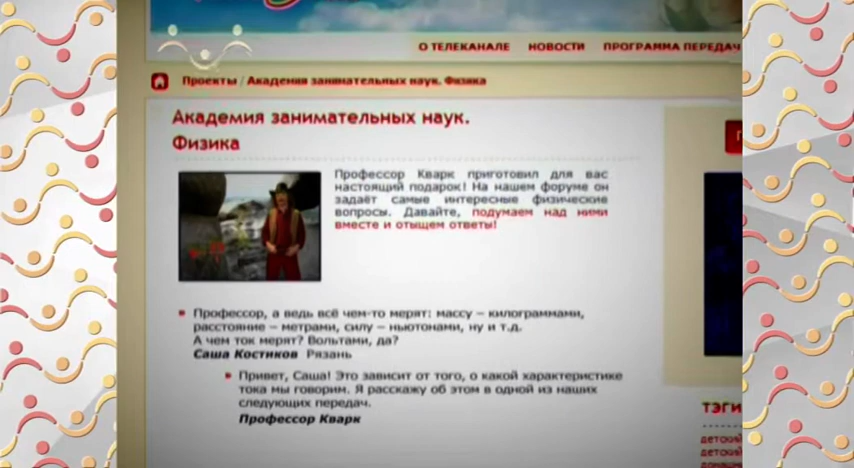 О ТЕЛЕКАНАЛЕ НОВОСТИ ПРОГРАММА ПЕРЕДАЧ
Проекты / Академия занимательных наук. Физика
Академия занимательных наук.
Физика
Профессор Кварк приготовил для вас
настоящий подарок! На нашем форуме он
задаёт самые интересные физические
вопросы. Давайте, подумаем над ними
вместе и отыщем ответы!
Профессор, а ведь всё чем-то мерят: массу – килограммами,
расстояние – метрами, силу – ньютонами, ну и т.д.
А чем ток мерят? Вольтами, да?
Саша Костиков Рязань
Привет, Саша! Это зависит от того, о какой характеристике
тока мы говорим. Я расскажу об этом в одной из наших
следующих передач.
Профессор Кварк
ТЭГИ
детский
детский